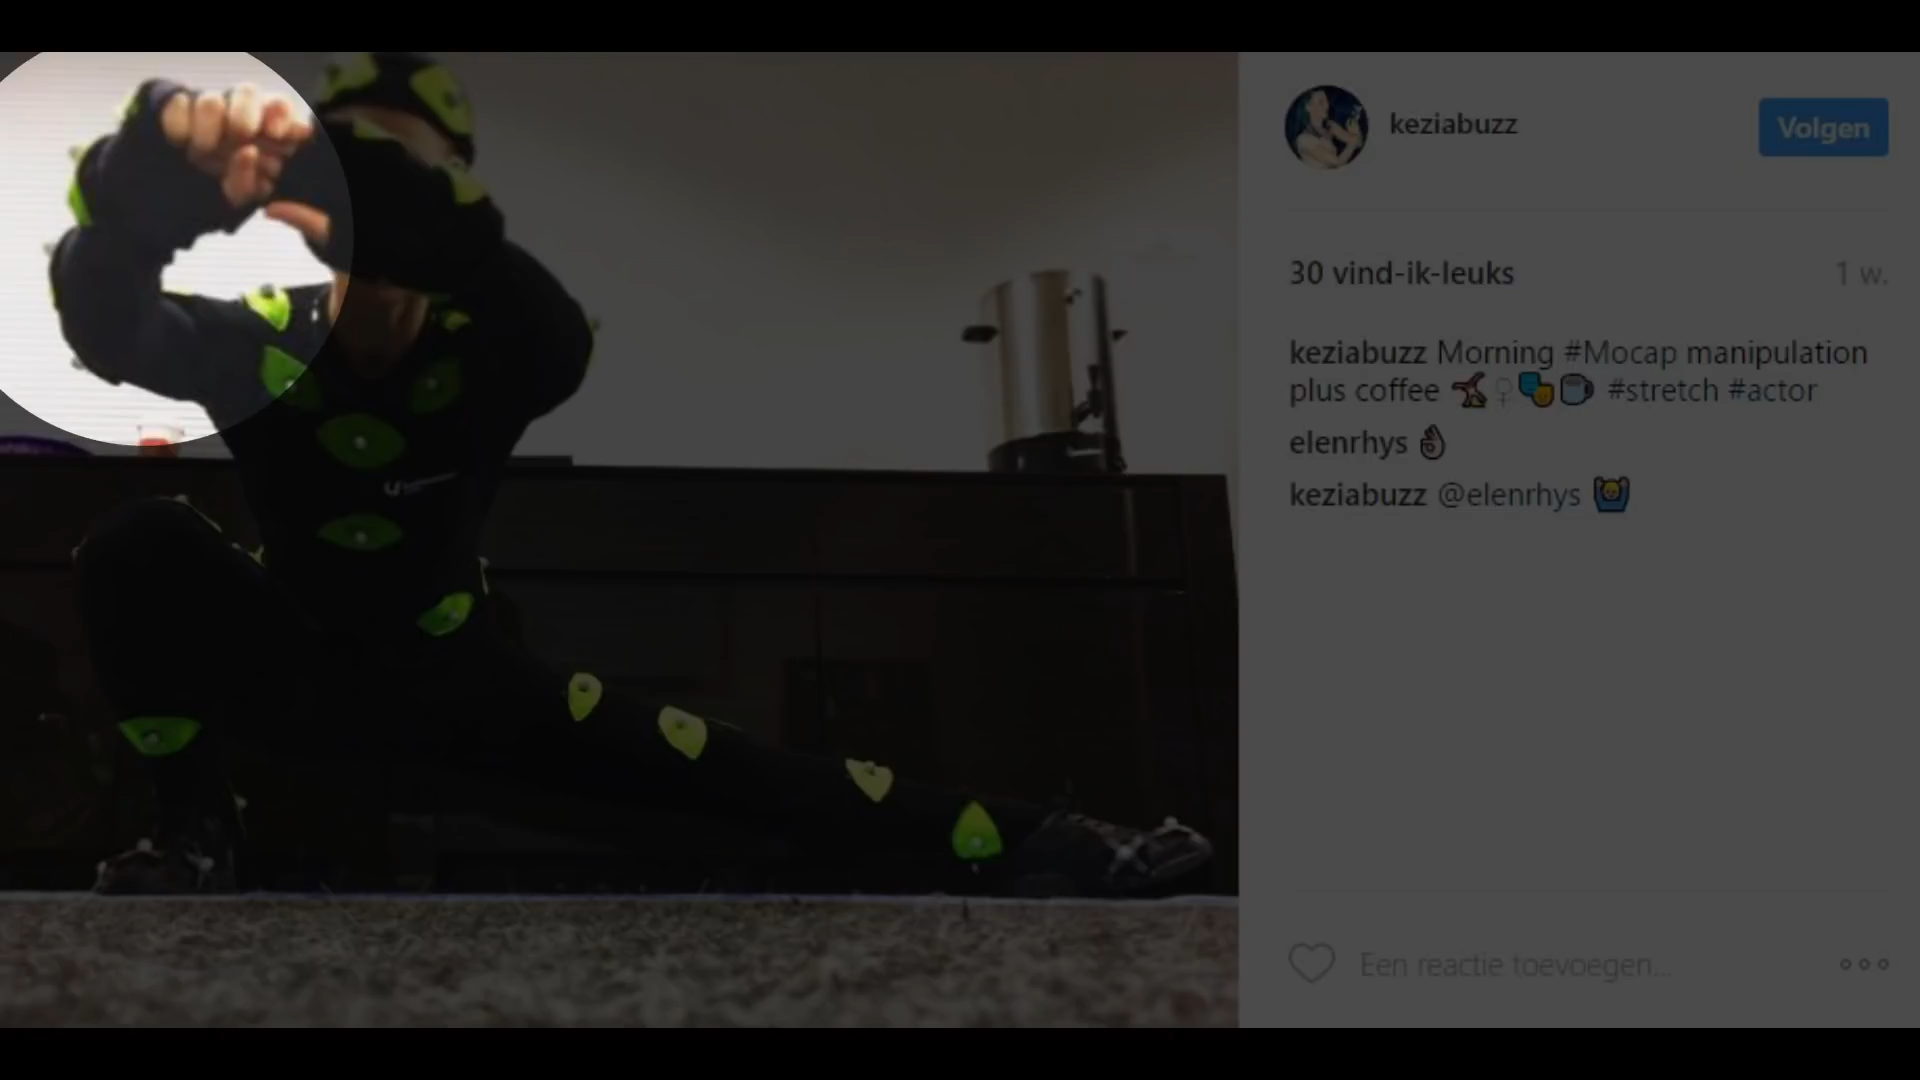 keziabuzz
Volgen
30 vind-ik-leuks
1 w.
keziabuzz Morning #Mocap manipulation
plus coffee #stretch #actor
elenrhys
keziabuzz @elenrhys
Een reactie toevoegen...